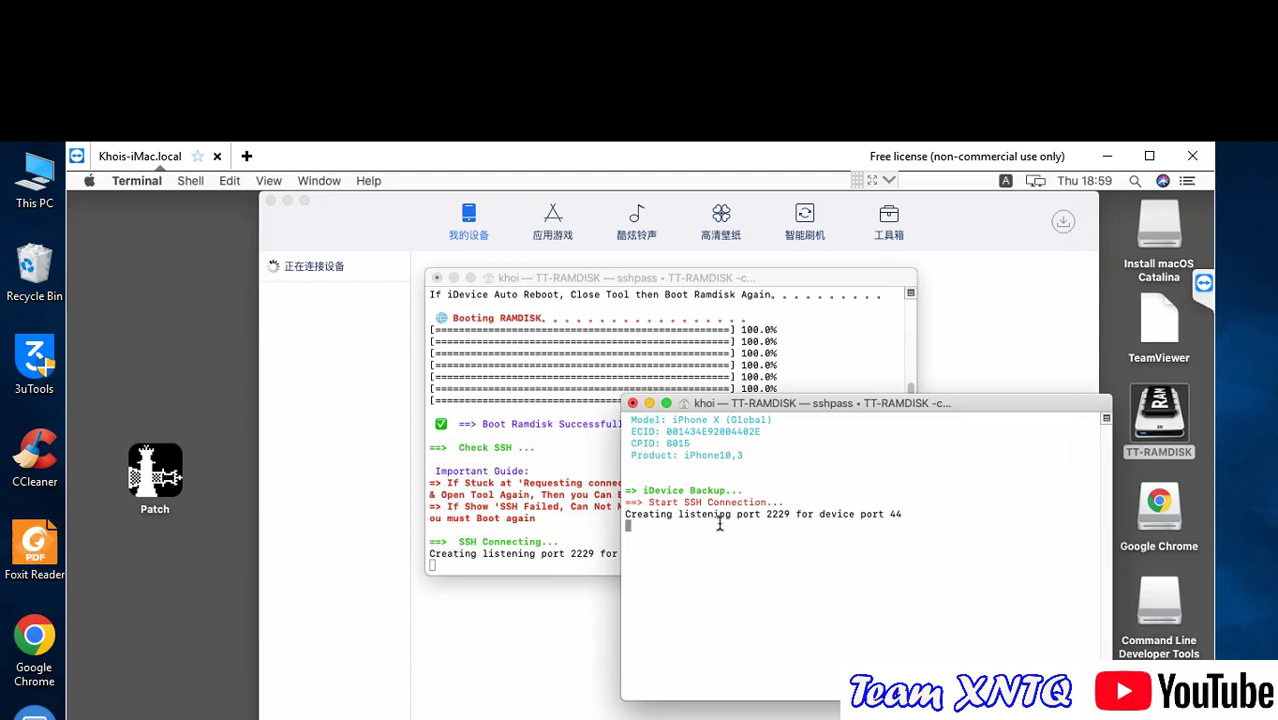 Khois-iMac.local
Free license (non-commercial use only)
Terminal Shell Edit View Window Help
A
Thu 18:59
This PC
Recycle Bin
3uTools
CCleaner
PDF
Foxit Reader
Google
Chrome
Patch
我的设备
应用游戏
酷炫铃声
高清壁纸
智能刷机
工具箱
正在连接设备
khoi — TT-RAMDISK — sshpass • TT-RAMDISK -c...
If iDevice Auto Reboot, Close Tool then Boot Ramdisk Again. . . . . . . . . .
Booting RAMDISK. . . . . . . . . . . . . . . . .
[==================================================] 100.0%
[==================================================] 100.0%
[==================================================] 100.0%
[==================================================] 100.0%
[==================================================] 100.0%
[==================================================] 100.0%
==> Boot Ramdisk Successfull
==> Check SSH ...
Important Guide:
=> If Stuck at 'Requesting connec
& Open Tool Again, Then you Can B
=> If Show 'SSH Failed, Can Not M
ou must Boot again
==> SSH Connecting...
Creating listening port 2229 for
khoi — TT-RAMDISK — sshpass • TT-RAMDISK -c...
Model: iPhone X (Global)
ECID: 001434E92004402E
CPID: 8015
Product: iPhone10,3
=> iDevice Backup...
==> Start SSH Connection...
Creating listening port 2229 for device port 44
Install macOS
Catalina
TeamViewer
RAM
TT-RAMDISK
Google Chrome
Command Line
Developer Tools
Team XNTQ
YouTube